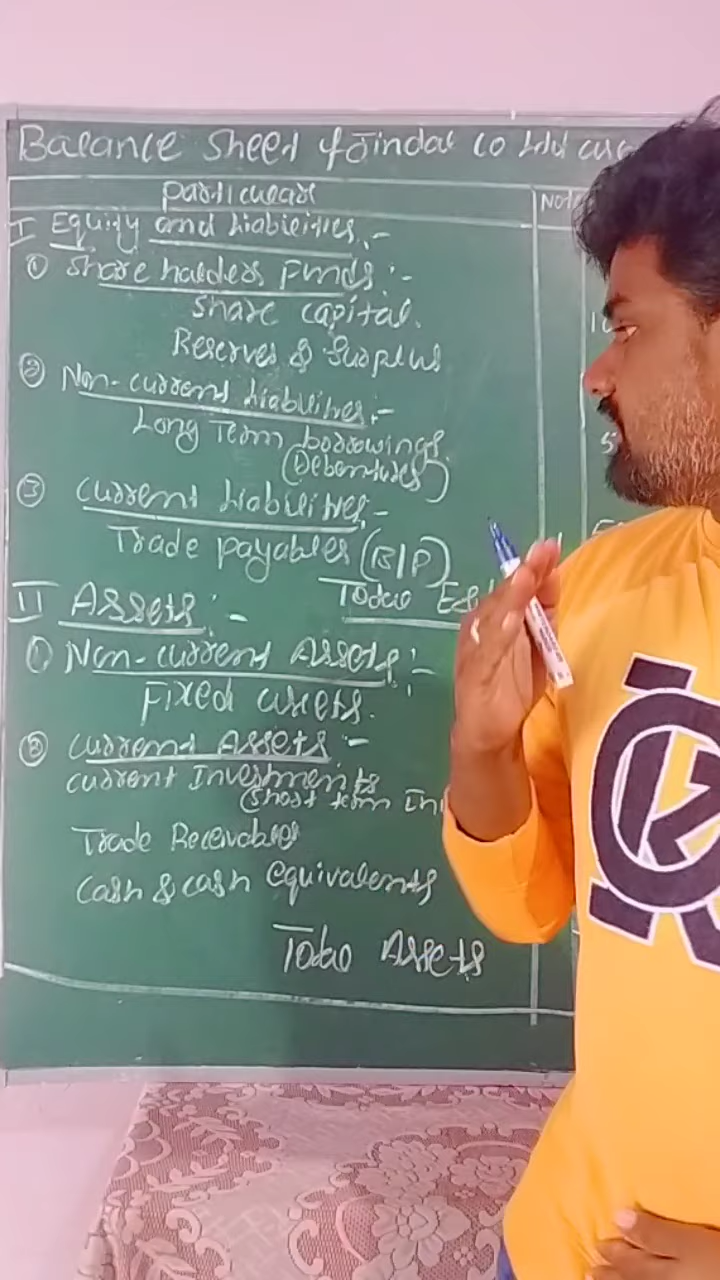 Balance Sheet of Jindal co Ltd
Particulars
Note
I Equity and Liabilities:-
① Share holders Funds:-
Share capital.
Reserves & Surplus
② Non-current Liabilities:-
Long Term borrowings.
(Debentures)
③ Current Liabilities:-
Trade payables (B/P)
Total E&L
II Assets:-
① Non-current Assets:-
Fixed assets.
② current Assets:-
current Investments
(Short term In
Trade Receivables
Cash & cash equivalents
Total Assets